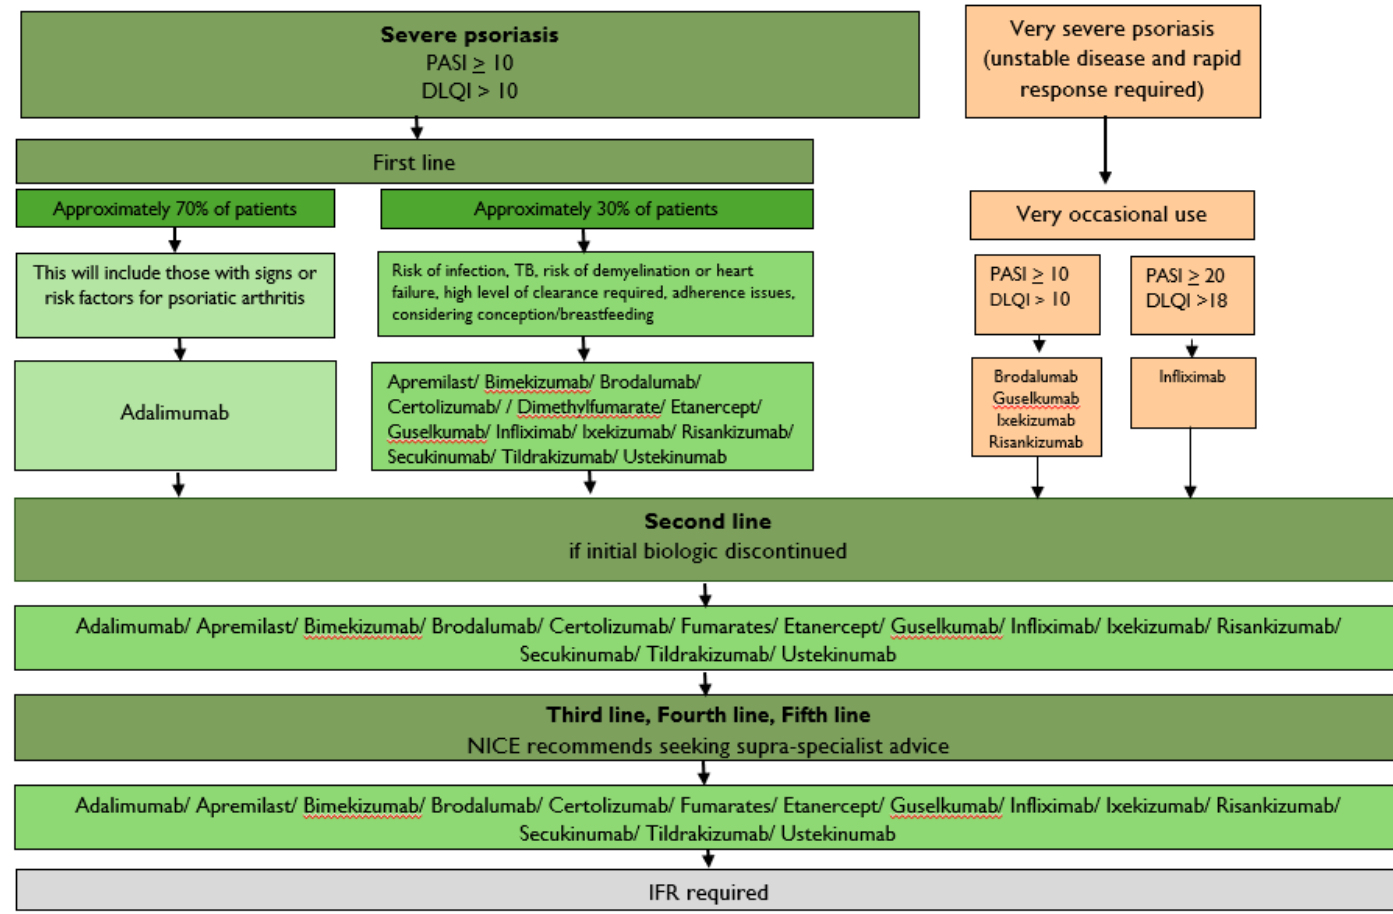 Severe psoriasis
PASI ≥ 10
DLQI > 10
First line
Approximately 70% of patients
This will include those with signs or
risk factors for psoriatic arthritis
Adalimumab
Approximately 30% of patients
Risk of infection, TB, risk of demyelination or heart
failure, high level of clearance required, adherence issues,
considering conception/breastfeeding
Apremilast/ Bimekizumab/ Brodalumab/
Certolizumab/ / Dimethylfumarate/ Etanercept/
Guselkumab/ Infliximab/ Ixekizumab/ Risankizumab/
Secukinumab/ Tildrakizumab/ Ustekinumab
Very severe psoriasis
(unstable disease and rapid
response required)
Very occasional use
PASI ≥ 10
DLQI > 10
Brodalumab
Guselkumab
Ixekizumab
Risankizumab
PASI ≥ 20
DLQI >18
Infliximab
Second line
if initial biologic discontinued
Adalimumab/ Apremilast/ Bimekizumab/ Brodalumab/ Certolizumab/ Fumarates/ Etanercept/ Guselkumab/ Infliximab/ Ixekizumab/ Risankizumab/
Secukinumab/ Tildrakizumab/ Ustekinumab
Third line, Fourth line, Fifth line
NICE recommends seeking supra-specialist advice
Adalimumab/ Apremilast/ Bimekizumab/ Brodalumab/ Certolizumab/ Fumarates/ Etanercept/ Guselkumab/ Infliximab/ Ixekizumab/ Risankizumab/
Secukinumab/ Tildrakizumab/ Ustekinumab
IFR required